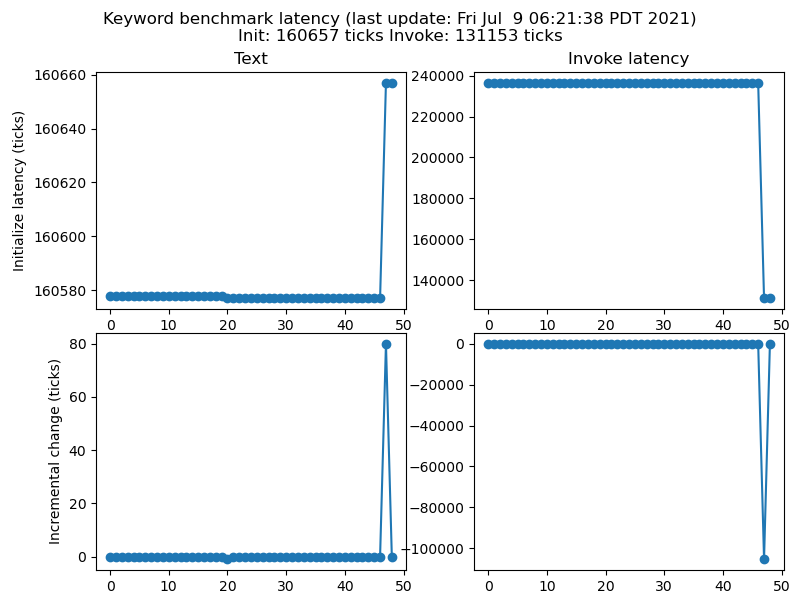 Keyword benchmark latency (last update: Fri Jul  9 06:21:38 PDT 2021)
Init: 160657 ticks Invoke: 131153 ticks
Text
Initialize latency (ticks)
160660
160640
160620
160600
160580
0 10 20 30 40 50
Invoke latency
240000
220000
200000
180000
160000
140000
0 10 20 30 40 50
Incremental change (ticks)
80
60
40
20
0
0 10 20 30 40 50
0
−20000
−40000
−60000
−80000
−100000
0 10 20 30 40 50